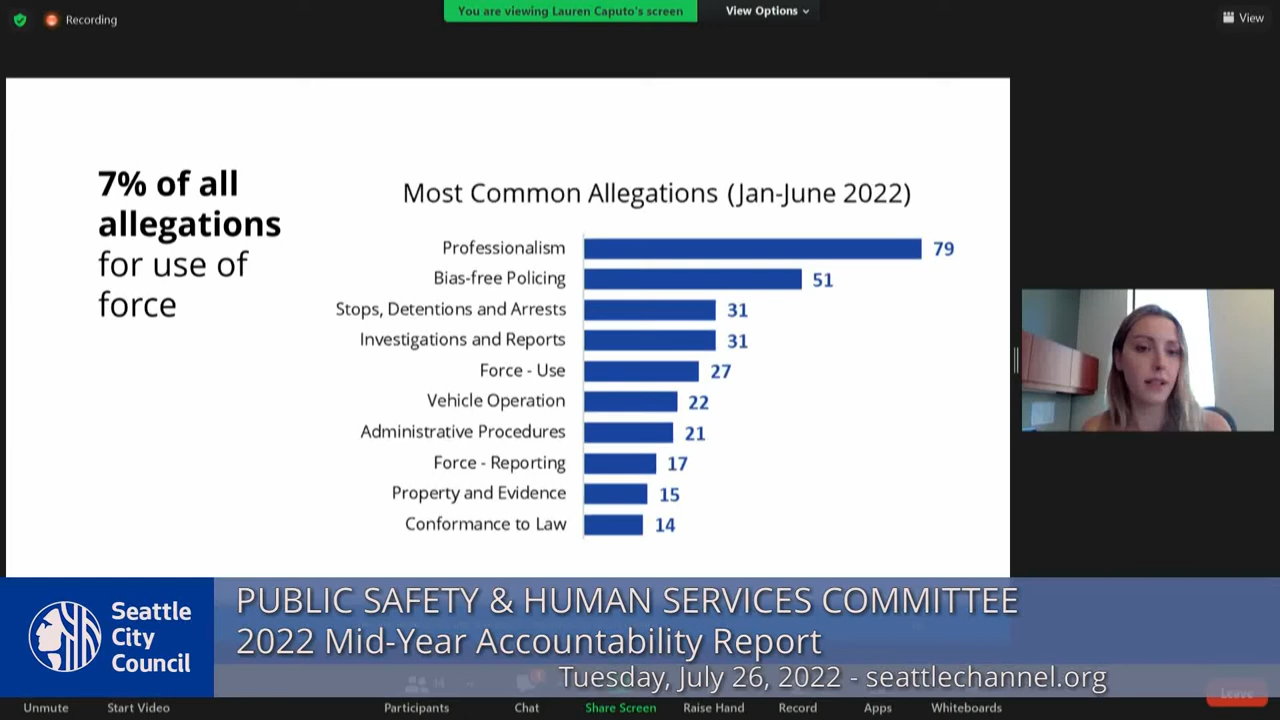 Recording
You are viewing Lauren Caputo's screen
View Options
View
7% of all
allegations
for use of
force
Most Common Allegations (Jan-June 2022)
Professionalism 79
Bias-free Policing 51
Stops, Detentions and Arrests 31
Investigations and Reports 31
Force - Use 27
Vehicle Operation 22
Administrative Procedures 21
Force - Reporting 17
Property and Evidence 15
Conformance to Law 14
Seattle
City
Council
PUBLIC SAFETY & HUMAN SERVICES COMMITTEE
2022 Mid-Year Accountability Report
Tuesday, July 26, 2022 - seattlechannel.org
Leave
Unmute
Start Video
Participants
Chat
Share Screen
Raise Hand
Record
Apps
Whiteboards